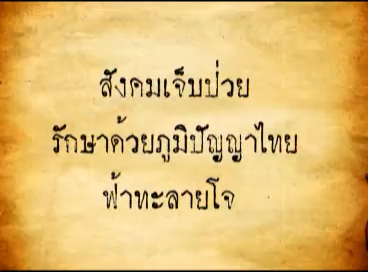 สังคมเจ็บป่วย
รักษาด้วยภูมิปัญญาไทย
ฟ้าทะลายโจ